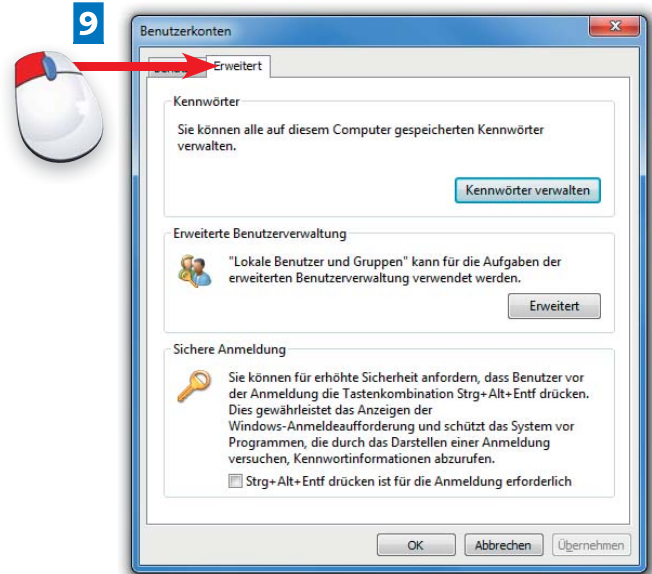 9
Benutzerkonten
Erweitert
Kennwörter
Sie können alle auf diesem Computer gespeicherten Kennwörter
verwalten.
Kennwörter verwalten
Erweiterte Benutzerverwaltung
"Lokale Benutzer und Gruppen" kann für die Aufgaben der
erweiterten Benutzerverwaltung verwendet werden.
Erweitert
Sichere Anmeldung
Sie können für erhöhte Sicherheit anfordern, dass Benutzer vor
der Anmeldung die Tastenkombination Strg+Alt+Entf drücken.
Dies gewährleistet das Anzeigen der
Windows-Anmeldeaufforderung und schützt das System vor
Programmen, die durch das Darstellen einer Anmeldung
versuchen, Kennwortinformationen abzurufen.
Strg+Alt+Entf drücken ist für die Anmeldung erforderlich
OK Abbrechen Übernehmen